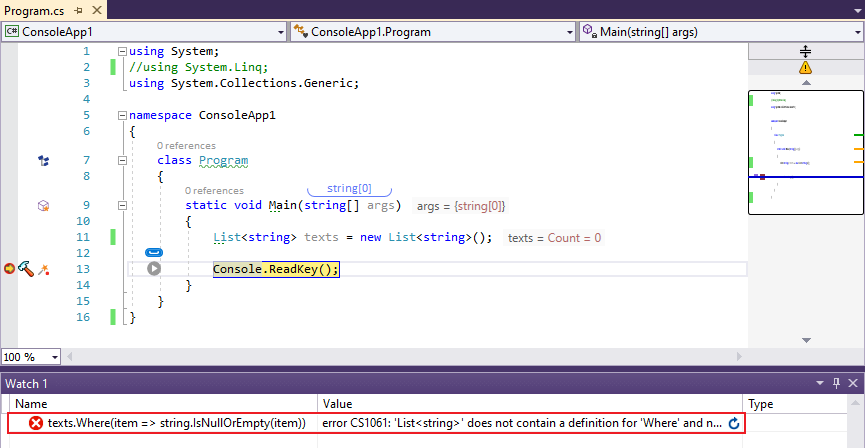 Program.cs
C# ConsoleApp1
ConsoleApp1.Program
Main(string[] args)
1 using System;
2 //using System.Linq;
3 using System.Collections.Generic;
4
5 namespace ConsoleApp1
6 {
0 references
7 class Program
8 {
0 references
string[0]
9 static void Main(string[] args) args = {string[0]}
10 {
11 List<string> texts = new List<string>(); texts = Count = 0
12
13 Console.ReadKey();
14 }
15 }
16 }
100 %
Watch 1
Name Value Type
texts.Where(item => string.IsNullOrEmpty(item)) error CS1061: 'List<string>' does not contain a definition for 'Where' and n...